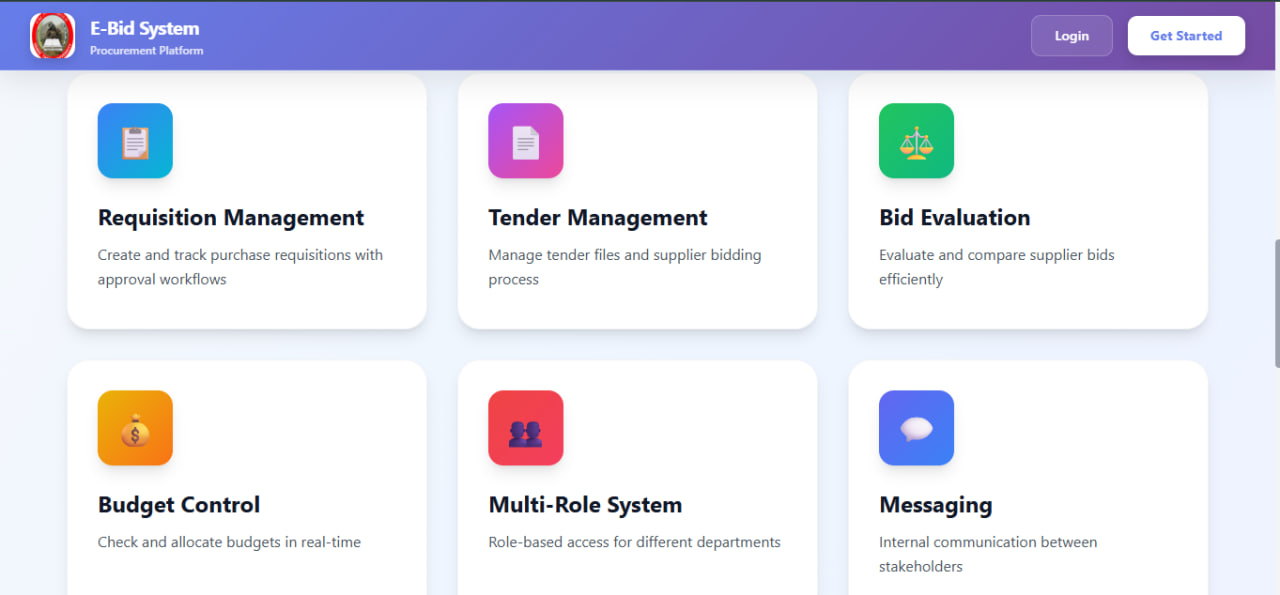 E-Bid System
Procurement Platform
Login
Get Started
Requisition Management
Create and track purchase requisitions with
approval workflows
Tender Management
Manage tender files and supplier bidding
process
Bid Evaluation
Evaluate and compare supplier bids
efficiently
Budget Control
Check and allocate budgets in real-time
Multi-Role System
Role-based access for different departments
Messaging
Internal communication between
stakeholders